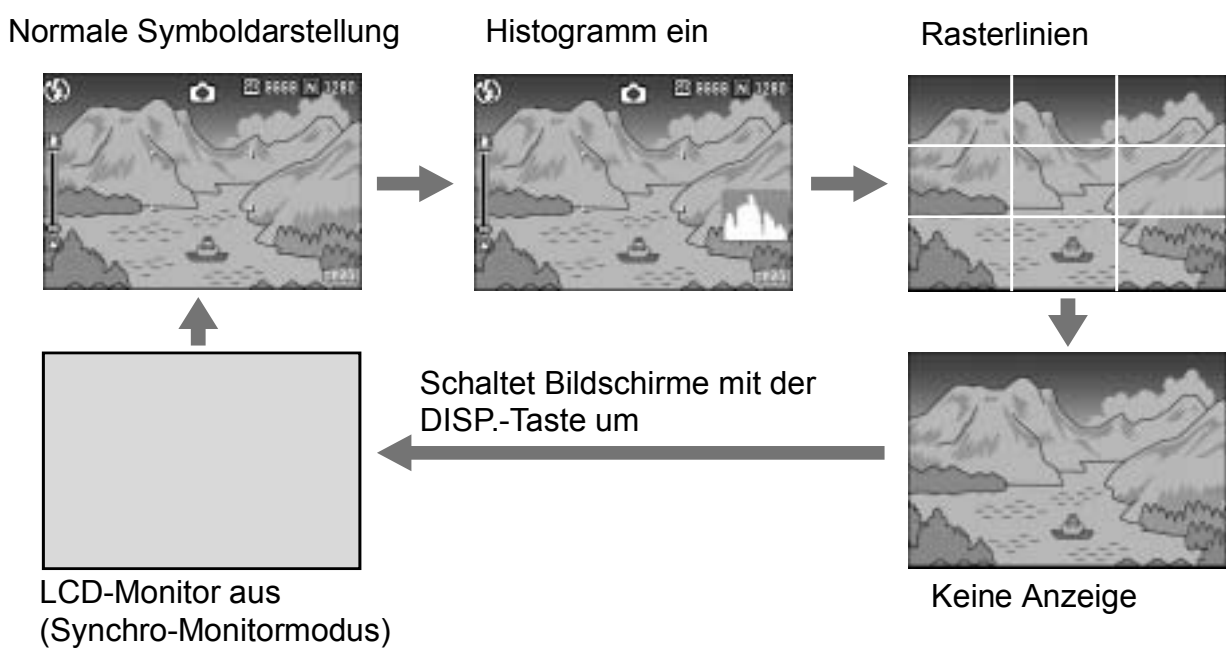 Normale Symboldarstellung
Histogramm ein
Rasterlinien
Schaltet Bildschirme mit der
DISP.-Taste um
LCD-Monitor aus
(Synchro-Monitormodus)
Keine Anzeige